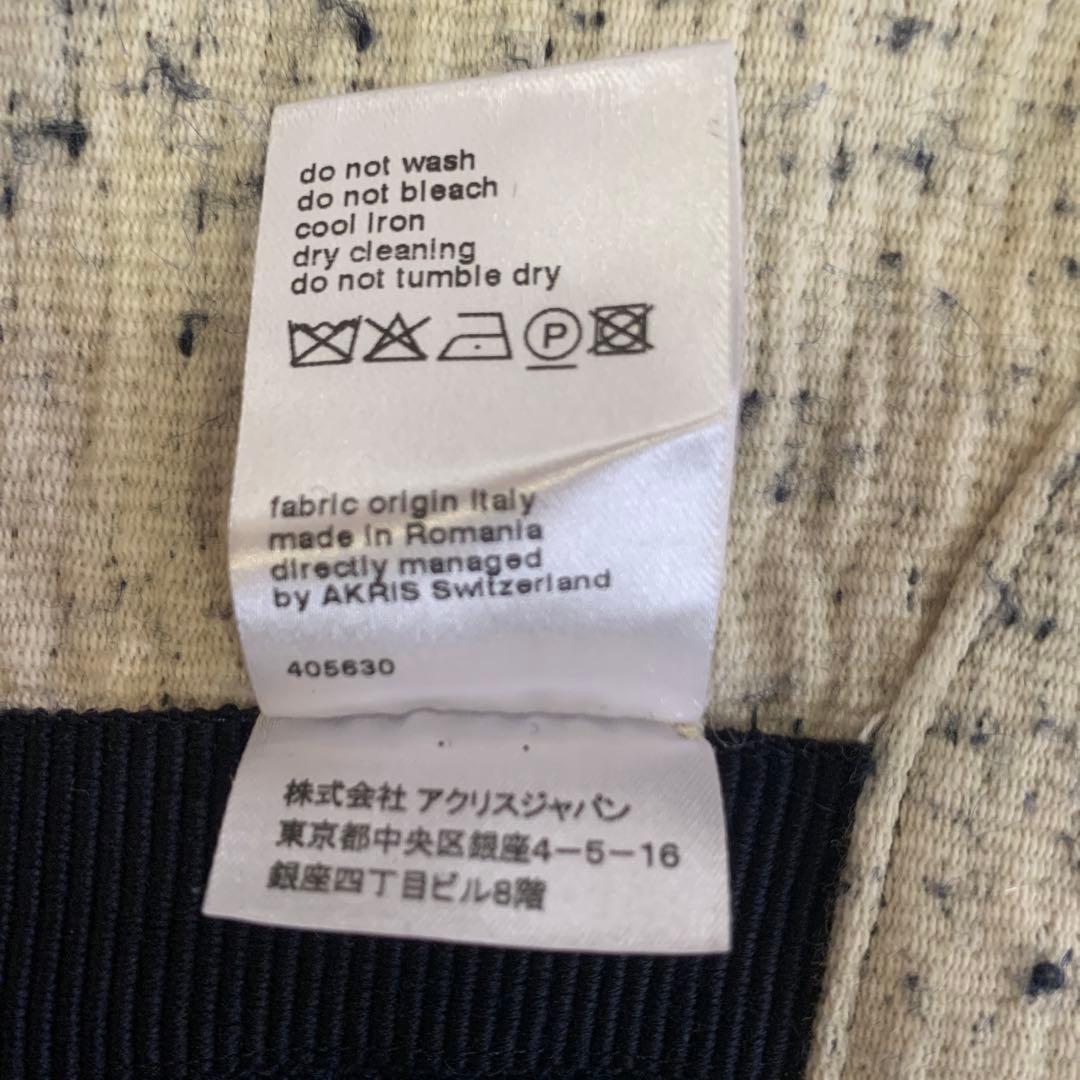 do not wash
do not bleach
cool iron
dry cleaning
do not tumble dry
P
fabric origin Italy
made in Romania
directly managed
by AKRIS Switzerland
405630
株式会社 アクリスジャパン
東京都中央区銀座4-5-16
銀座四丁目ビル8階